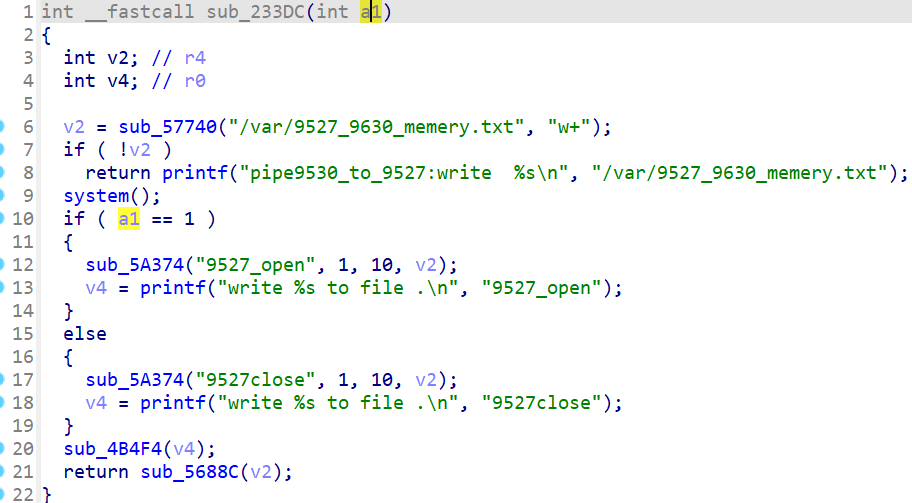 1 int __fastcall sub_233DC(int a1)
2 {
3   int v2; // r4
4   int v4; // r0
5
6   v2 = sub_57740("/var/9527_9630_memery.txt", "w+");
7   if ( !v2 )
8     return printf("pipe9530_to_9527:write  %s\n", "/var/9527_9630_memery.txt");
9   system();
10   if ( a1 == 1 )
11   {
12     sub_5A374("9527_open", 1, 10, v2);
13     v4 = printf("write %s to file .\n", "9527_open");
14   }
15   else
16   {
17     sub_5A374("9527close", 1, 10, v2);
18     v4 = printf("write %s to file .\n", "9527close");
19   }
20   sub_4B4F4(v4);
21   return sub_5688C(v2);
22 }